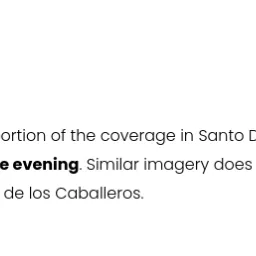 ortion of the coverage in Santo D
e evening. Similar imagery does
de los Caballeros.